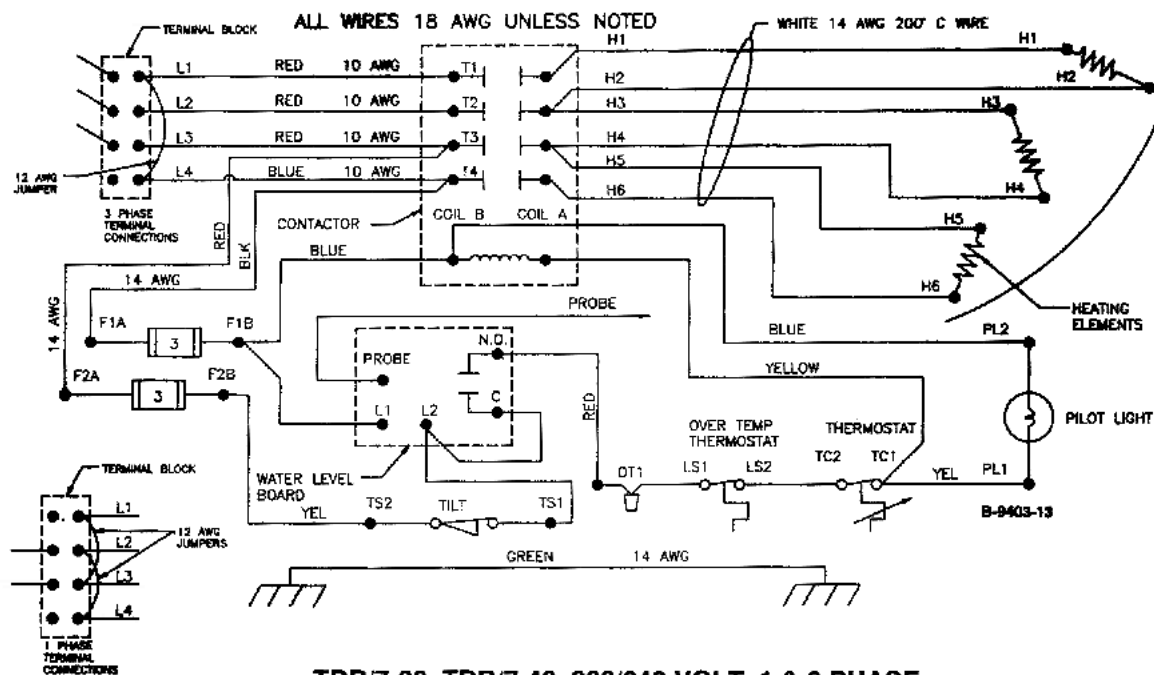 ALL WIRES 18 AWG UNLESS NOTED
WHITE 14 AWG 200° C WIRE
TERMINAL BLOCK
L1 RED 10 AWG T1
L2 RED 10 AWG T2
L3 RED 10 AWG T3
L4 BLUE 10 AWG T4
12 AWG
JUMPER
3 PHASE
TERMINAL
CONNECTIONS
CONTACTOR
COIL B COIL A
H1
H2
H3
H4
H5
H6
H1
H2
H3
H4
H5
H6
HEATING
ELEMENTS
RED
BLK
BLUE
14 AWG
14 AWG
F1A 3 F1B
F2A 3 F2B
PROBE
PROBE
N.O.
C
L1 L2
WATER LEVEL
BOARD
RED
BLUE
YELLOW
PL2
PILOT LIGHT
PL1
OVER TEMP
THERMOSTAT
THERMOSTAT
OT1
LS1 LS2
TC2 TC1
YEL
B-9403-13
YEL TS2 TILT TS1
GREEN 14 AWG
TERMINAL BLOCK
L1
L2
L3
L4
12 AWG
JUMPERS
1 PHASE
TERMINAL
CONNECTIONS